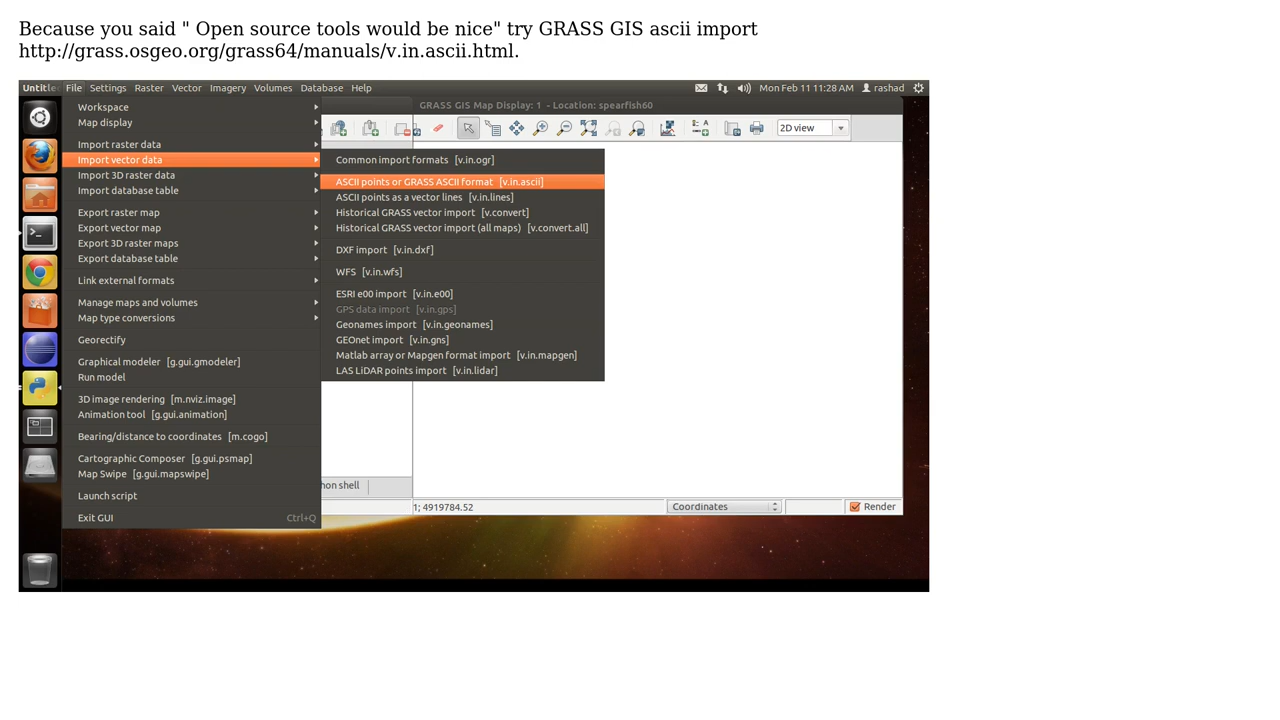 Because you said " Open source tools would be nice" try GRASS GIS ascii import
http://grass.osgeo.org/grass64/manuals/v.in.ascii.html.
Untitle File Settings Raster Vector Imagery Volumes Database Help Mon Feb 11 11:28 AM rashad
GRASS GIS Map Display: 1 - Location: spearfish60
2D view
Workspace
Map display
Import raster data
Import vector data
Import 3D raster data
Import database table
Export raster map
Export vector map
Export 3D raster maps
Export database table
Link external formats
Manage maps and volumes
Map type conversions
Georectify
Graphical modeler [g.gui.gmodeler]
Run model
3D image rendering [m.nviz.image]
Animation tool [g.gui.animation]
Bearing/distance to coordinates [m.cogo]
Cartographic Composer [g.gui.psmap]
Map Swipe [g.gui.mapswipe]
Launch script
Exit GUI Ctrl+Q
Common import formats [v.in.ogr]
ASCII points or GRASS ASCII format [v.in.ascii]
ASCII points as a vector lines [v.in.lines]
Historical GRASS vector import [v.convert]
Historical GRASS vector import (all maps) [v.convert.all]
DXF import [v.in.dxf]
WFS [v.in.wfs]
ESRI e00 import [v.in.e00]
GPS data import [v.in.gps]
Geonames import [v.in.geonames]
GEOnet import [v.in.gns]
Matlab array or Mapgen format import [v.in.mapgen]
LAS LiDAR points import [v.in.lidar]
hon shell
1; 4919784.52
Coordinates
Render